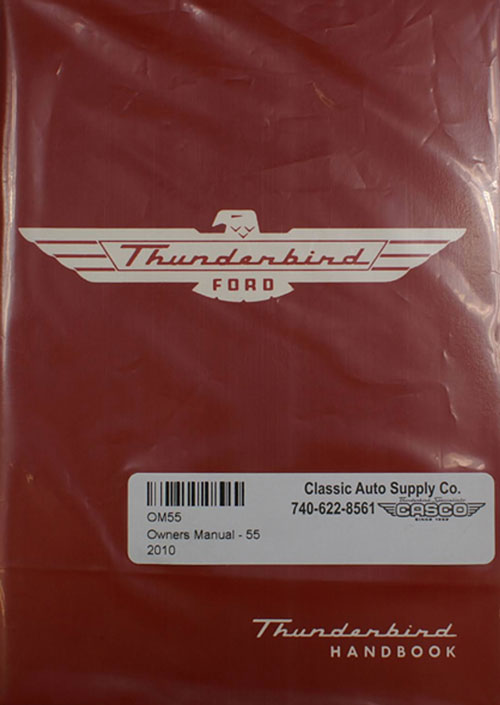 Thunderbird
FORD
Classic Auto Supply Co.
740-622-8561
CASCO
OM55
Owners Manual - 55
2010
Thunderbird
HANDBOOK